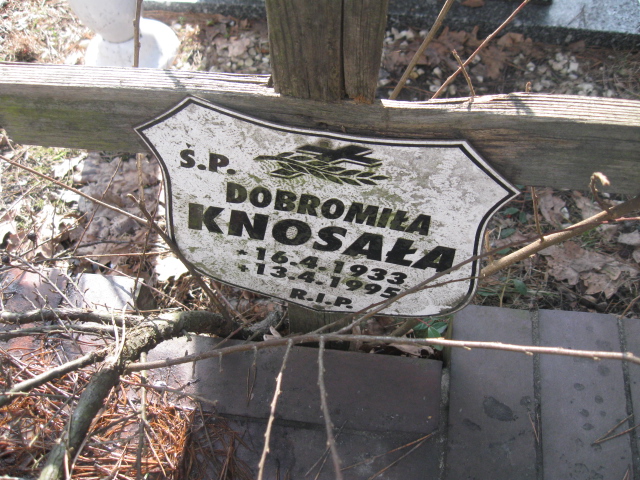 Ś.P.
DOBROMIŁA
KNOSAŁA
+16-4-1933
+13-4-1995
R.I.P.